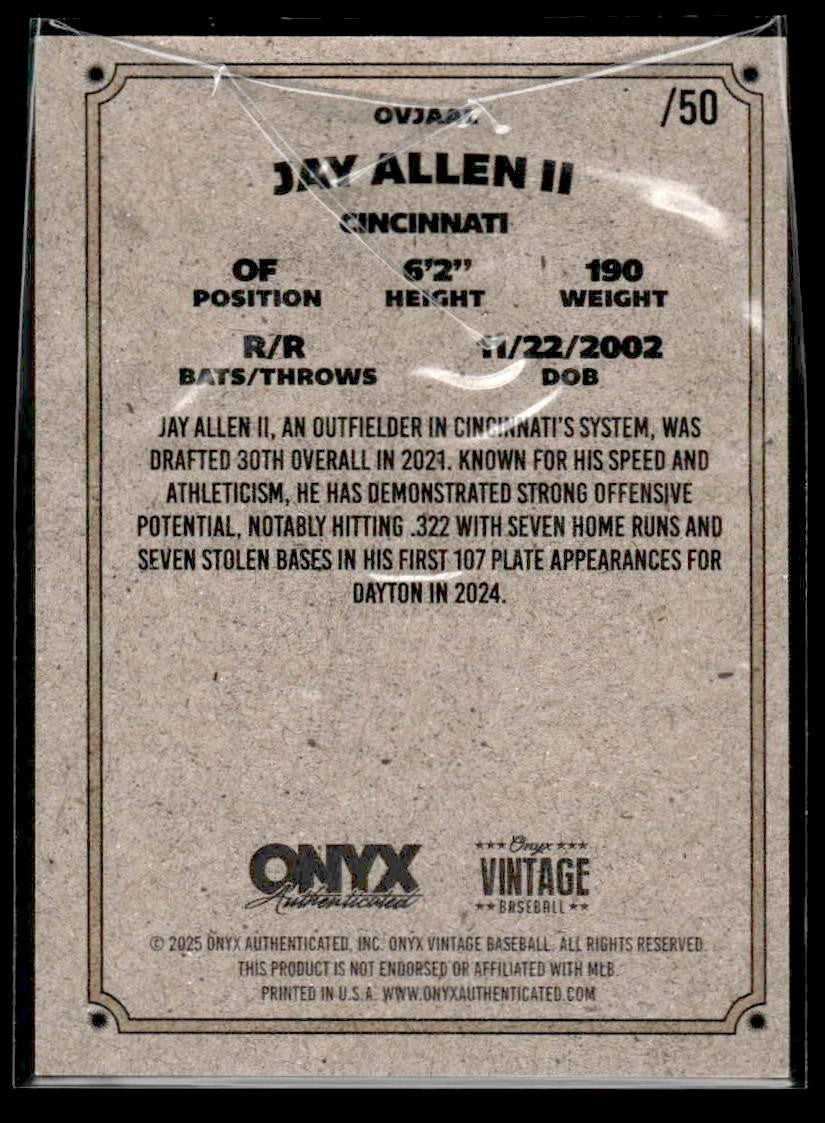 /50
JAY ALLEN II
CINCINNATI
OF 6'2" 190
POSITION HEIGHT WEIGHT
R/R 11/22/2002
BATS/THROWS DOB
JAY ALLEN II, AN OUTFIELDER IN CINCINNATI'S SYSTEM, WAS
DRAFTED 30TH OVERALL IN 2021. KNOWN FOR HIS SPEED AND
ATHLETICISM, HE HAS DEMONSTRATED STRONG OFFENSIVE
POTENTIAL, NOTABLY HITTING .322 WITH SEVEN HOME RUNS AND
SEVEN STOLEN BASES IN HIS FIRST 107 PLATE APPEARANCES FOR
DAYTON IN 2024.
ONYX
Authenticated
Onyx
VINTAGE
BASEBALL
© 2025 ONYX AUTHENTICATED, INC. ONYX VINTAGE BASEBALL. ALL RIGHTS RESERVED.
THIS PRODUCT IS NOT ENDORSED OR AFFILIATED WITH MLB.
PRINTED IN U.S.A. WWW.ONYXAUTHENTICATED.COM